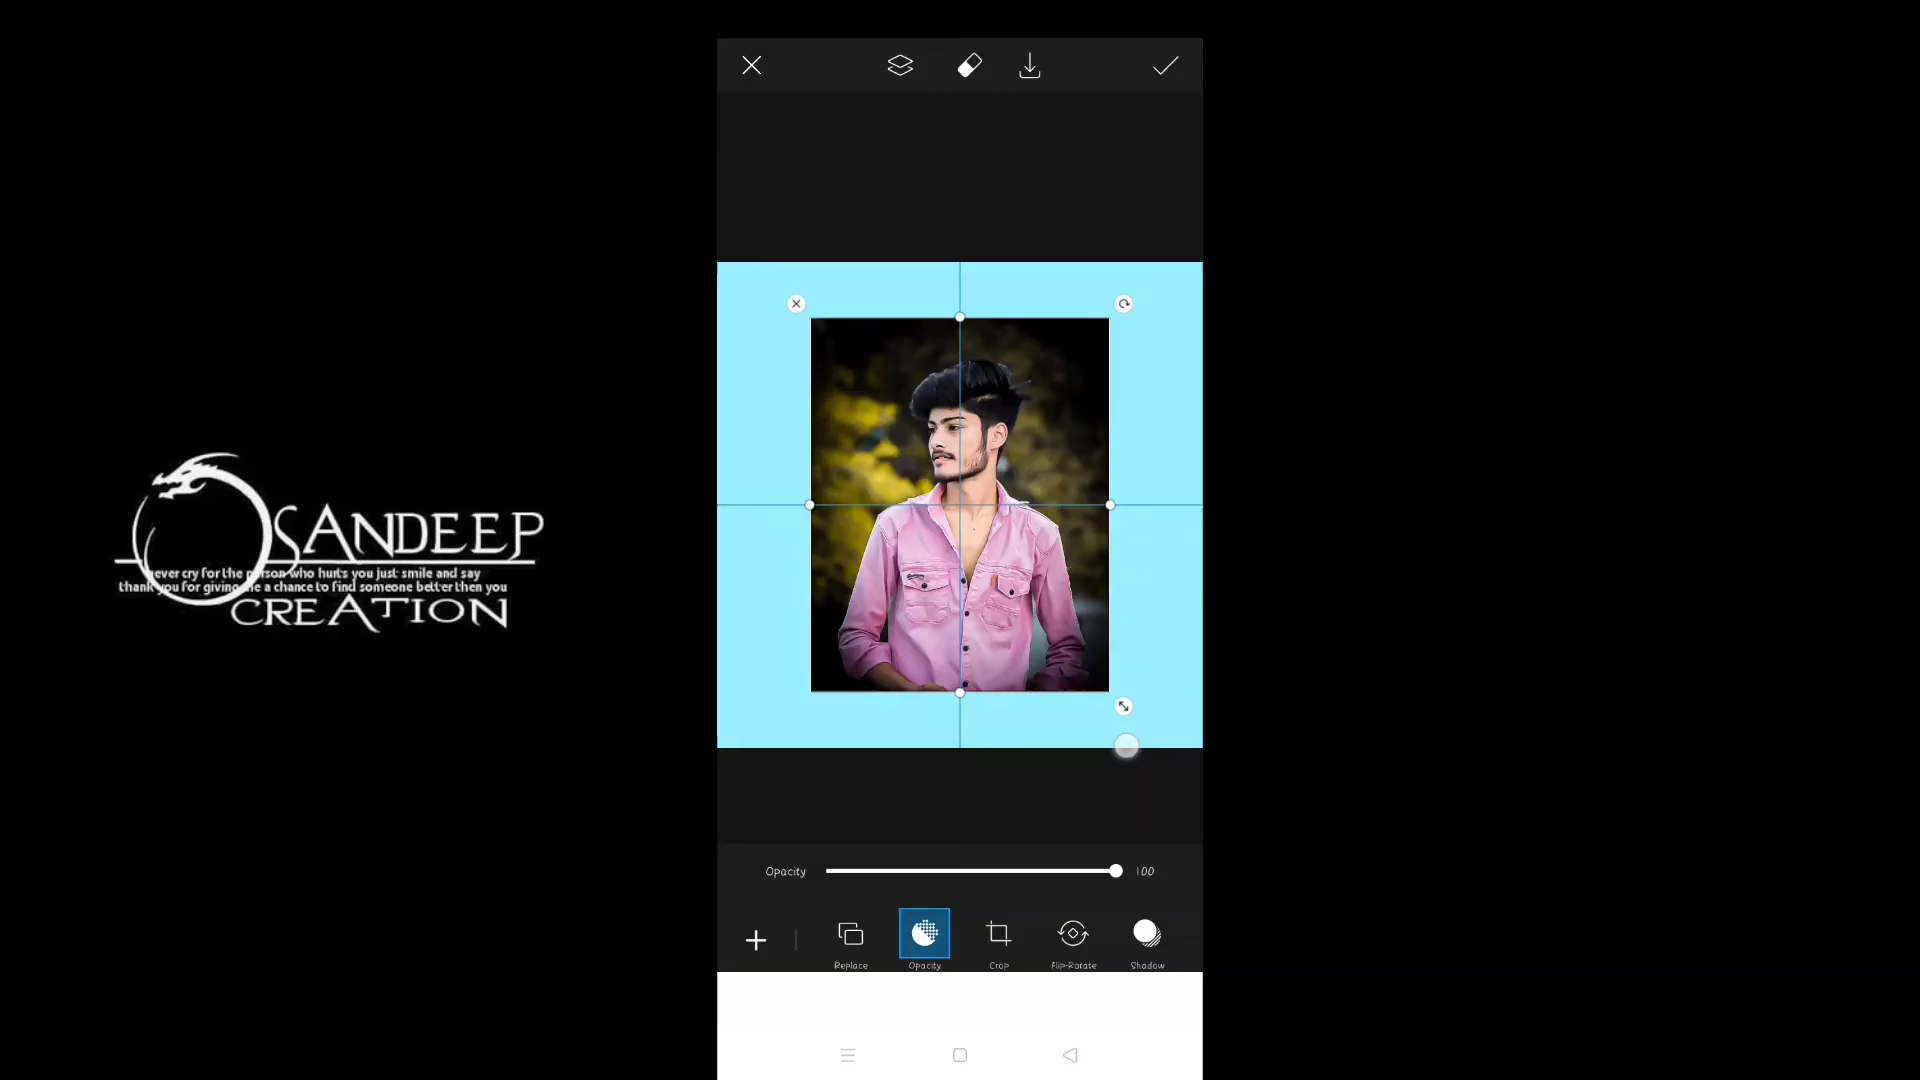 SANDEEP
never cry for the person who hurts you just smile and say
thank you for giving me a chance to find someone better then you
CREATION
Opacity 100
Replace Opacity Crop Flip-Rotate Shadow